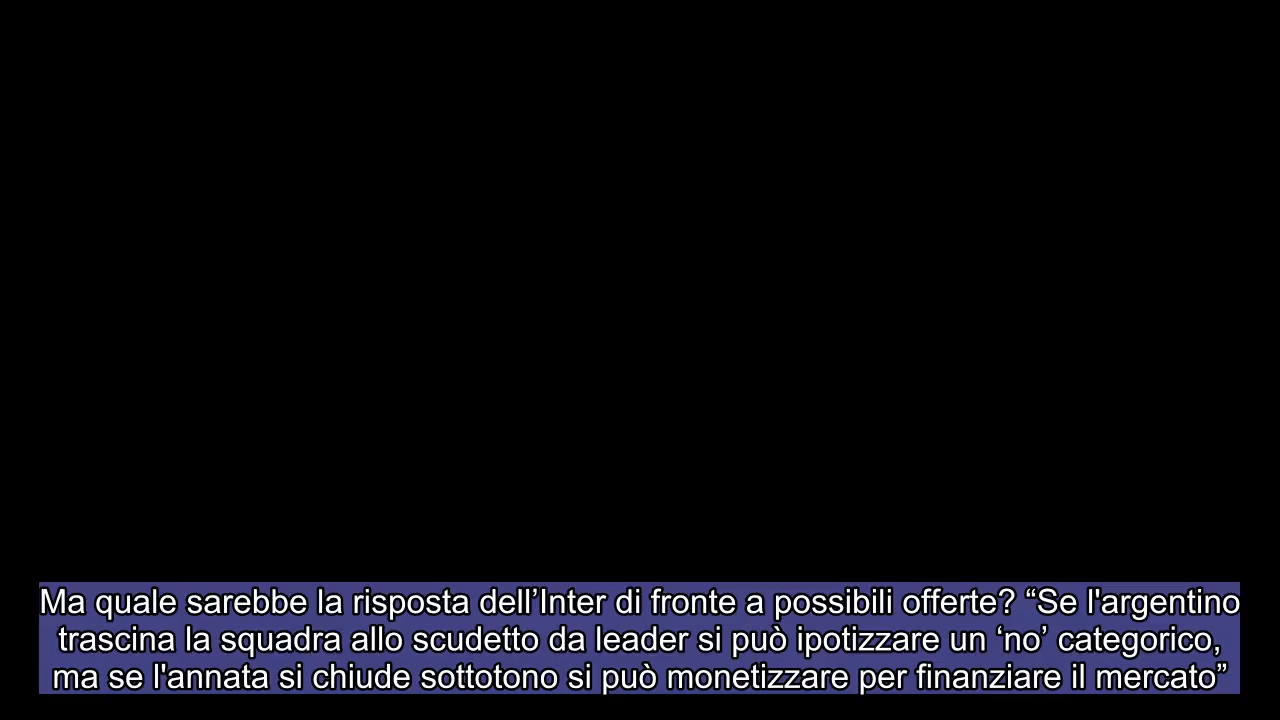 Ma quale sarebbe la risposta dell’Inter di fronte a possibili offerte? “Se l'argentino
trascina la squadra allo scudetto da leader si può ipotizzare un ‘no’ categorico,
ma se l'annata si chiude sottotono si può monetizzare per finanziare il mercato”